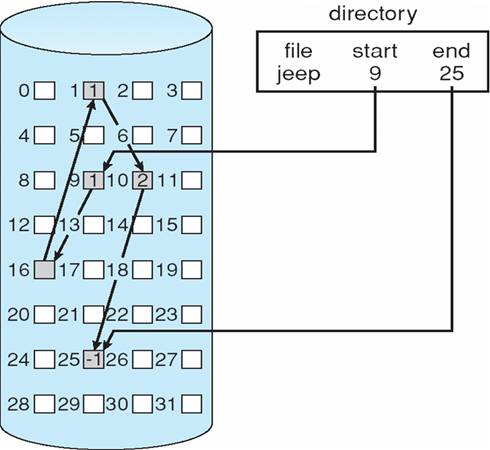 directory
file start end
jeep 9 25
0 1 1 2 3
4 5 6 7
8 9 1 10 2 11
12 13 14 15
16 17 18 19
20 21 22 23
24 25 -1 26 27
28 29 30 31